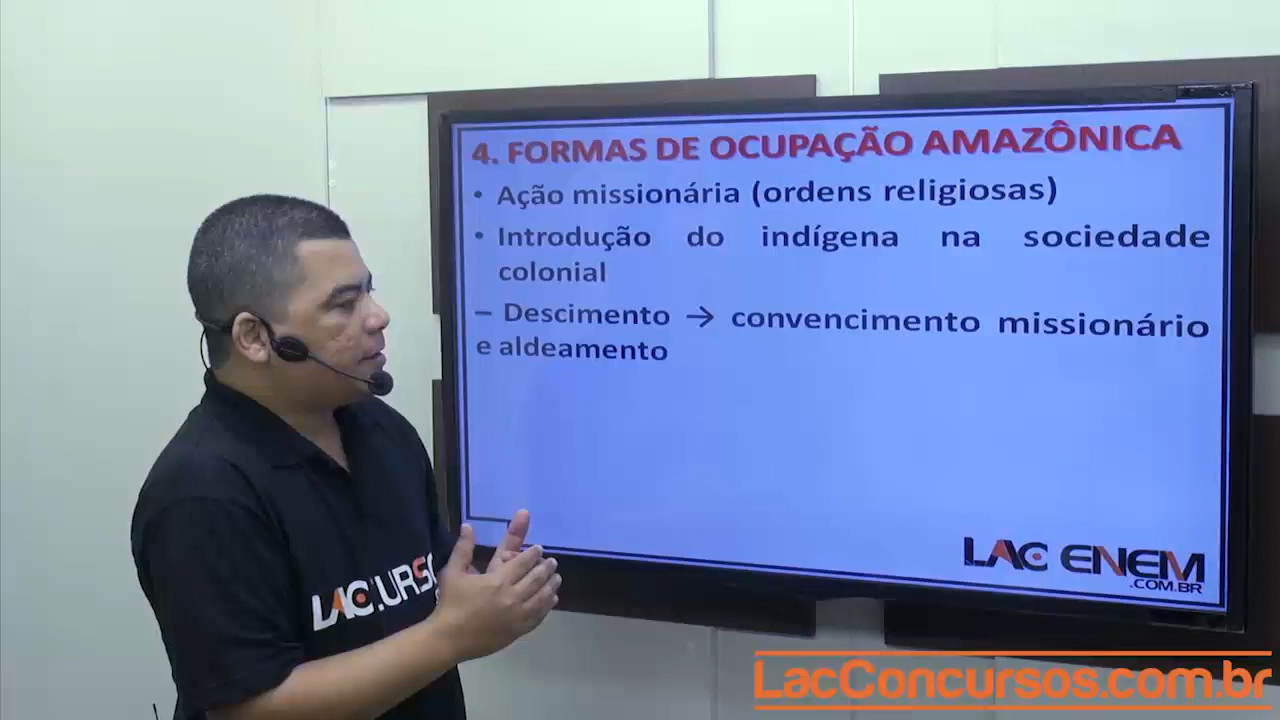 4. FORMAS DE OCUPAÇÃO AMAZÔNICA
• Ação missionária (ordens religiosas)
• Introdução do indígena na sociedade
colonial
– Descimento → convencimento missionário
e aldeamento
LAC ENEM
.COM.BR
LAC
LacConcursos.com.br